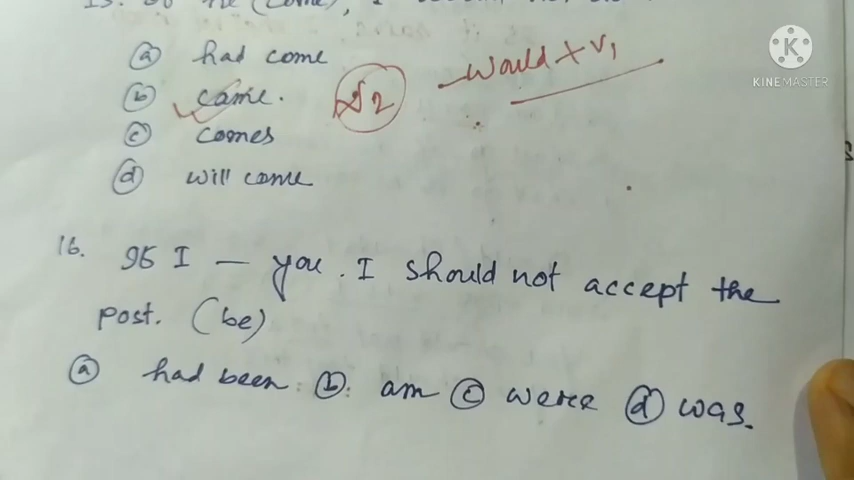 (come), I
ⓐ had come
ⓑ came.
ⓒ comes
ⓓ will come
Would + V1
K
KINEMASTER
16. If I — you. I should not accept the
post. (be)
ⓐ had been ⓑ. am ⓒ were ⓓ was.